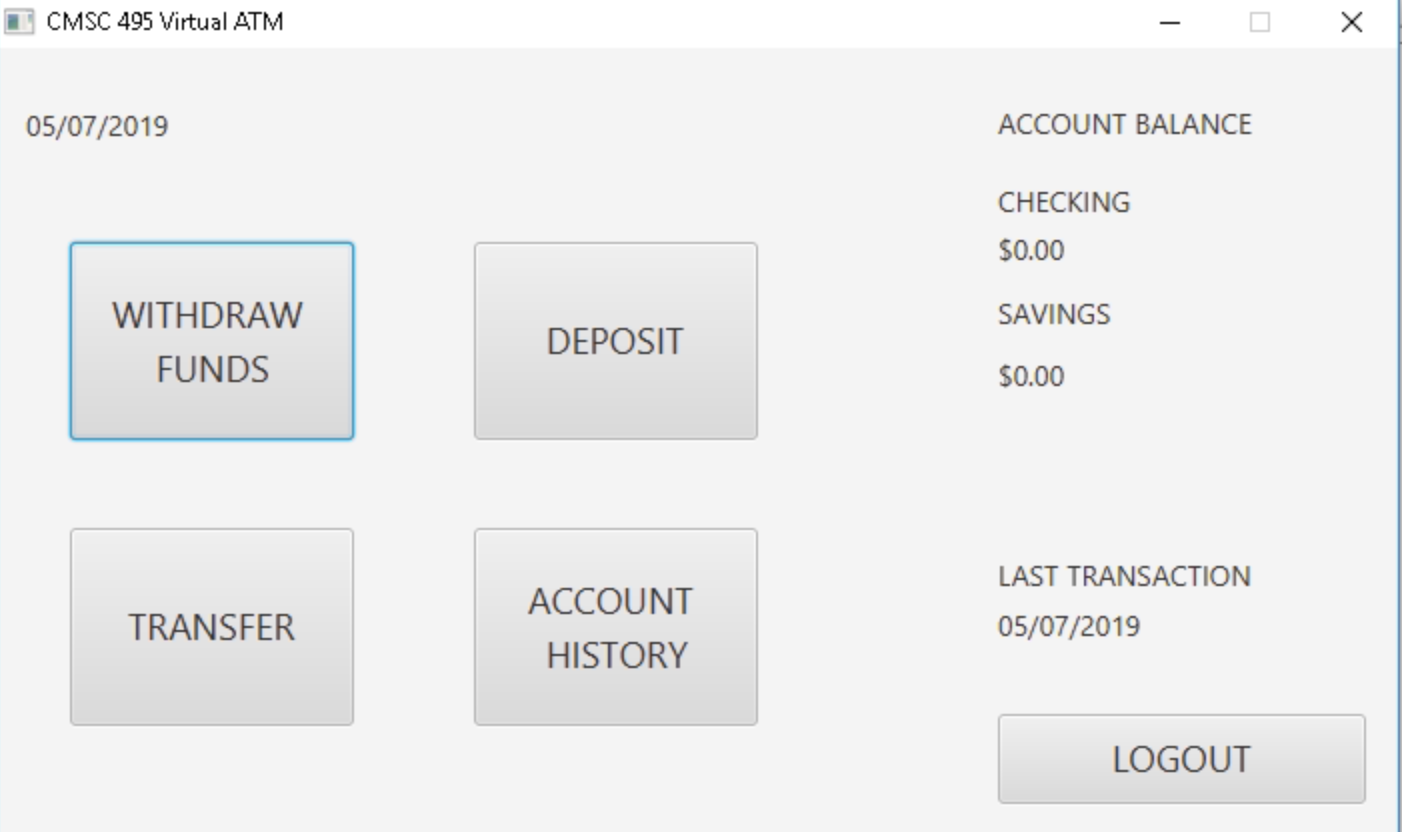 CMSC 495 Virtual ATM
05/07/2019
WITHDRAW
FUNDS
DEPOSIT
TRANSFER
ACCOUNT
HISTORY
ACCOUNT BALANCE
CHECKING
$0.00
SAVINGS
$0.00
LAST TRANSACTION
05/07/2019
LOGOUT